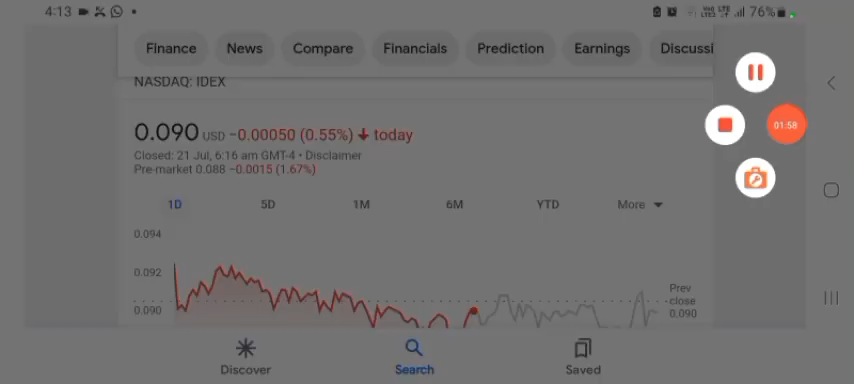 4:13 76%
Finance News Compare Financials Prediction Earnings Discussi
NASDAQ: IDEX
0.090 USD −0.00050 (0.55%) today
Closed: 21 Jul, 6:16 am GMT-4 • Disclaimer
Pre-market 0.088 −0.0015 (1.67%)
01:58
1D 5D 1M 6M YTD More
0.094
0.092
0.090
Prev
close
0.090
Discover Search Saved